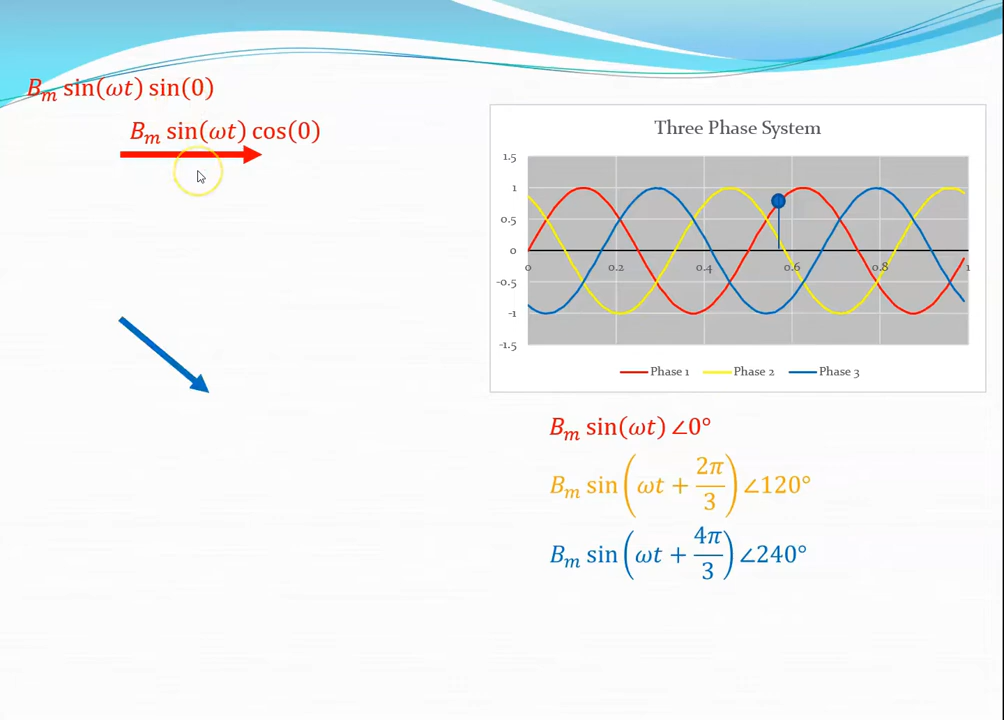 B_m sin(ωt) sin(0)
B_m sin(ωt) cos(0)
Three Phase System
1.5
1
0.5
0
-0.5
-1
-1.5
0 0.2 0.4 0.6 0.8 1
Phase 1 Phase 2 Phase 3
B_m sin(ωt) ∠0°
B_m sin(ωt + 2π/3) ∠120°
B_m sin(ωt + 4π/3) ∠240°